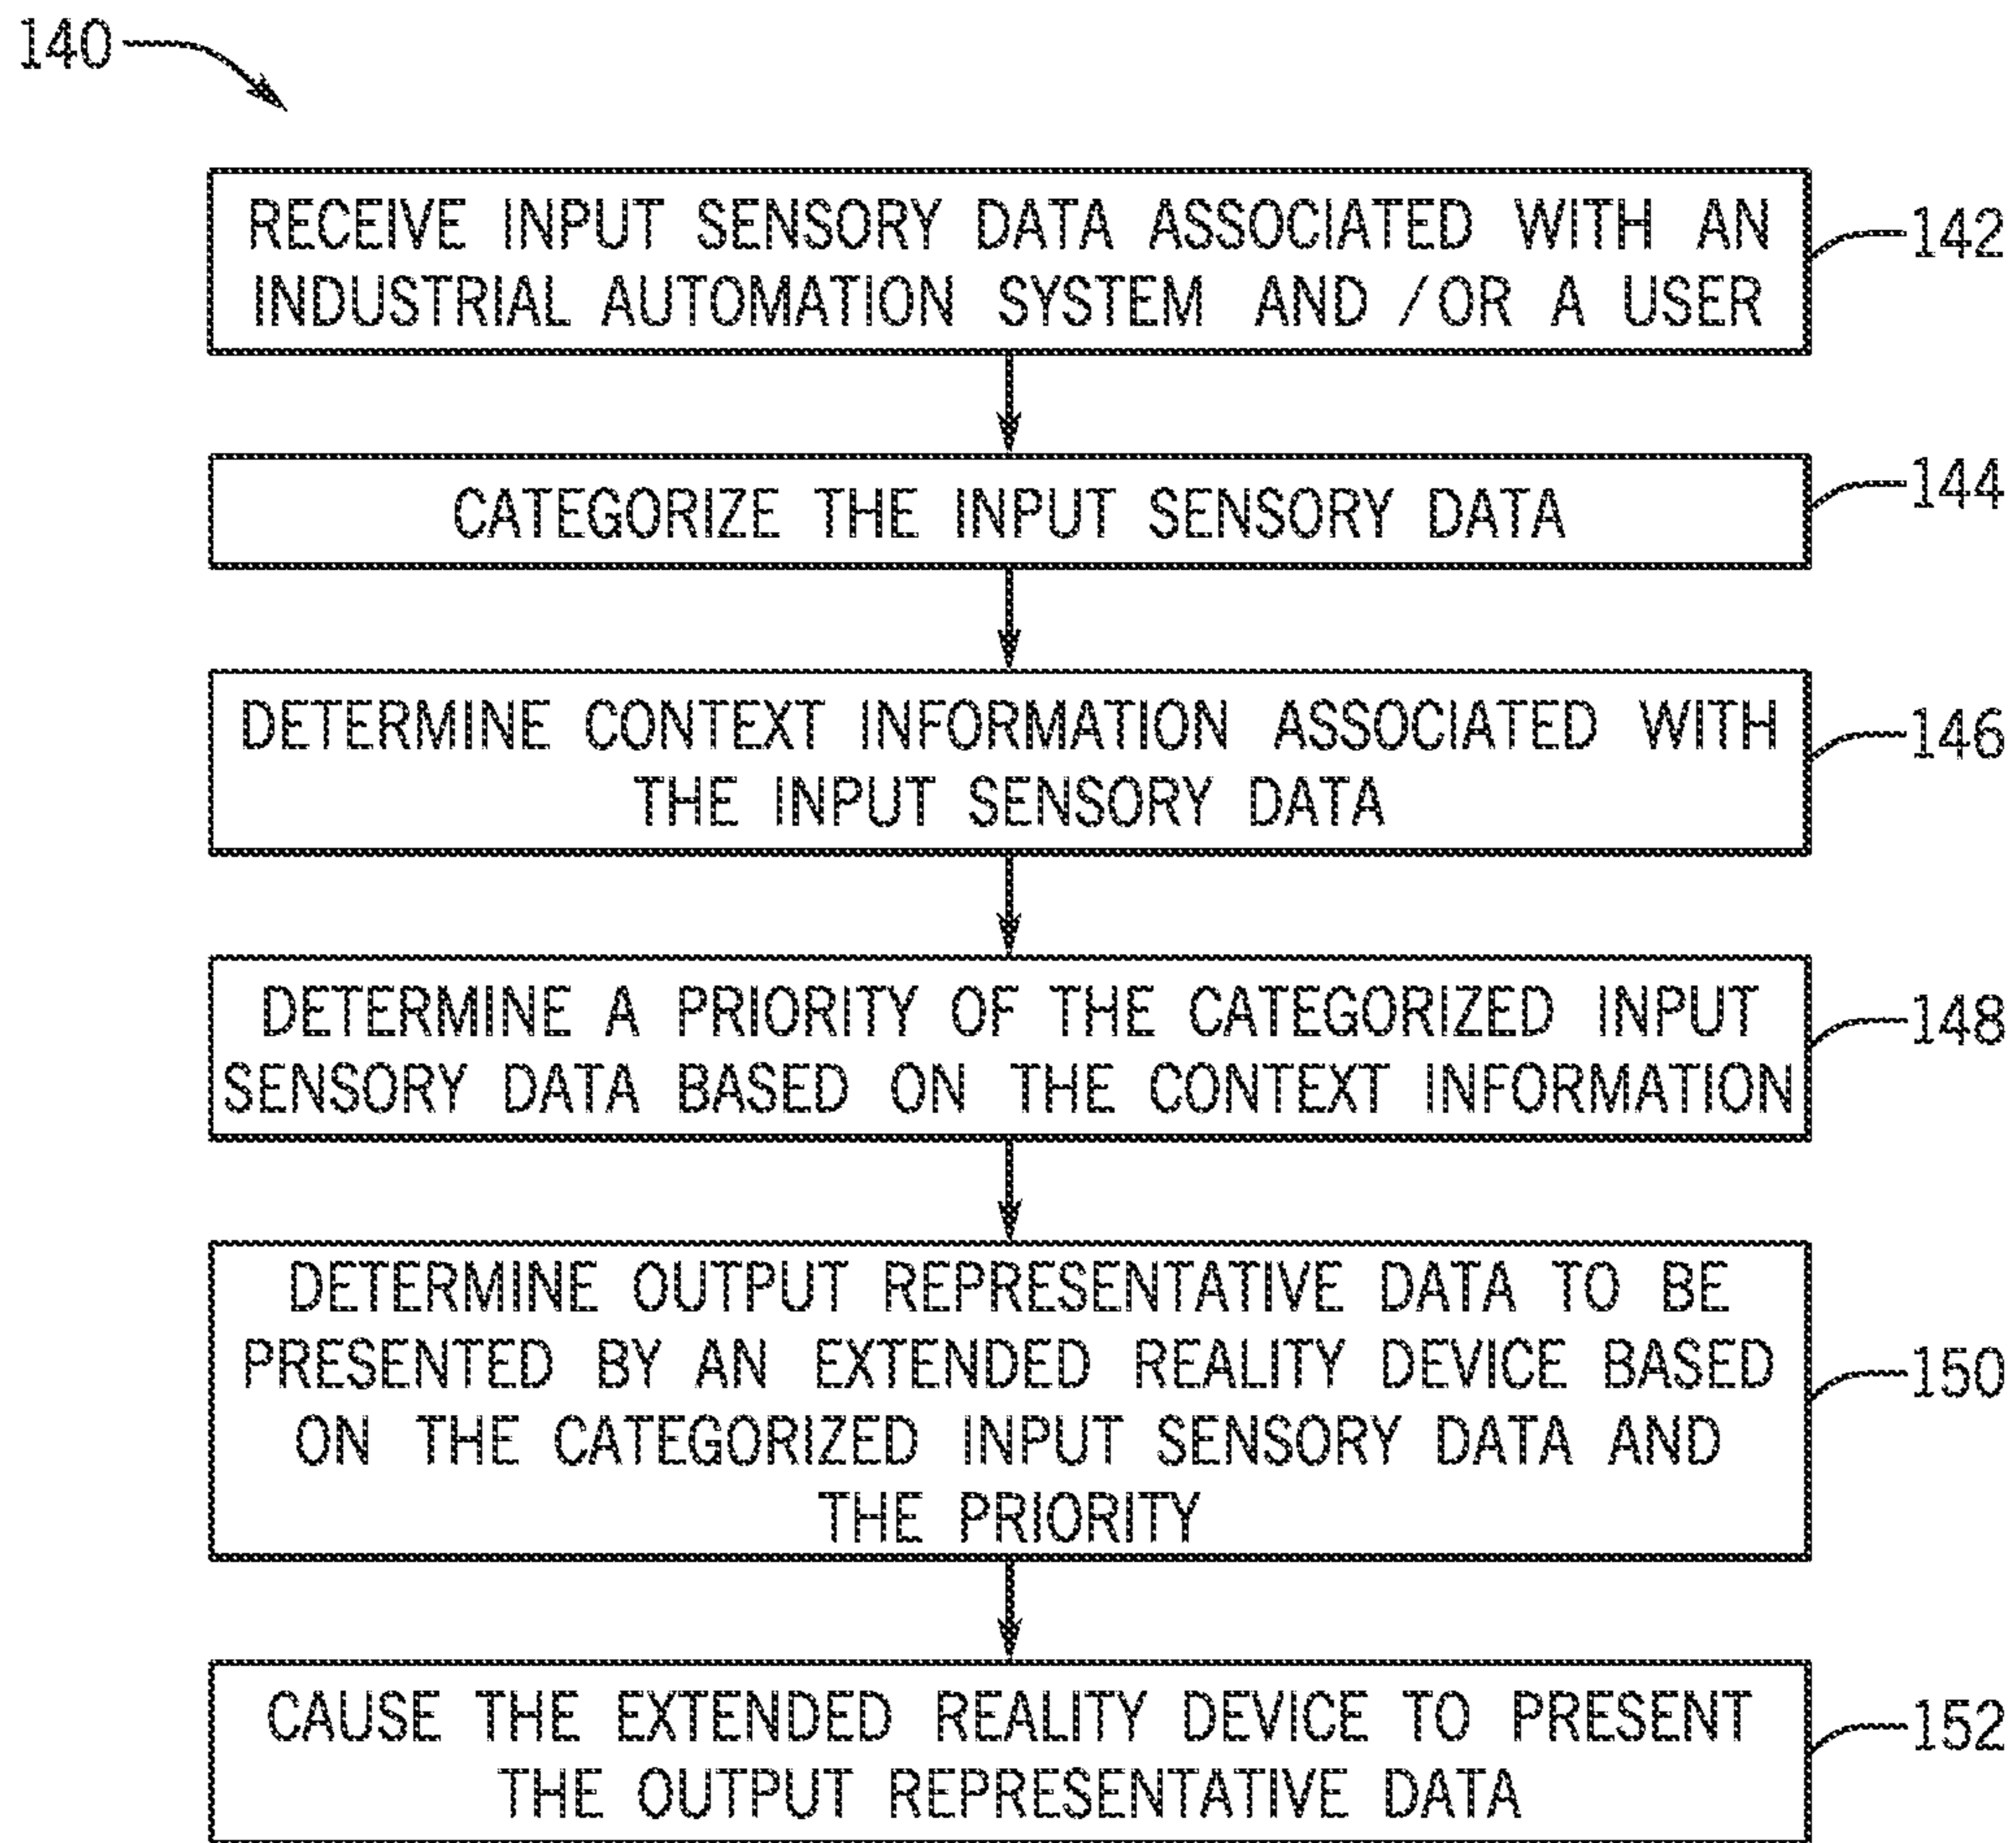 140
RECEIVE INPUT SENSORY DATA ASSOCIATED WITH AN
INDUSTRIAL AUTOMATION SYSTEM AND /OR A USER
142
CATEGORIZE THE INPUT SENSORY DATA
144
DETERMINE CONTEXT INFORMATION ASSOCIATED WITH
THE INPUT SENSORY DATA
146
DETERMINE A PRIORITY OF THE CATEGORIZED INPUT
SENSORY DATA BASED ON THE CONTEXT INFORMATION
148
DETERMINE OUTPUT REPRESENTATIVE DATA TO BE
PRESENTED BY AN EXTENDED REALITY DEVICE BASED
ON THE CATEGORIZED INPUT SENSORY DATA AND
THE PRIORITY
150
CAUSE THE EXTENDED REALITY DEVICE TO PRESENT
THE OUTPUT REPRESENTATIVE DATA
152